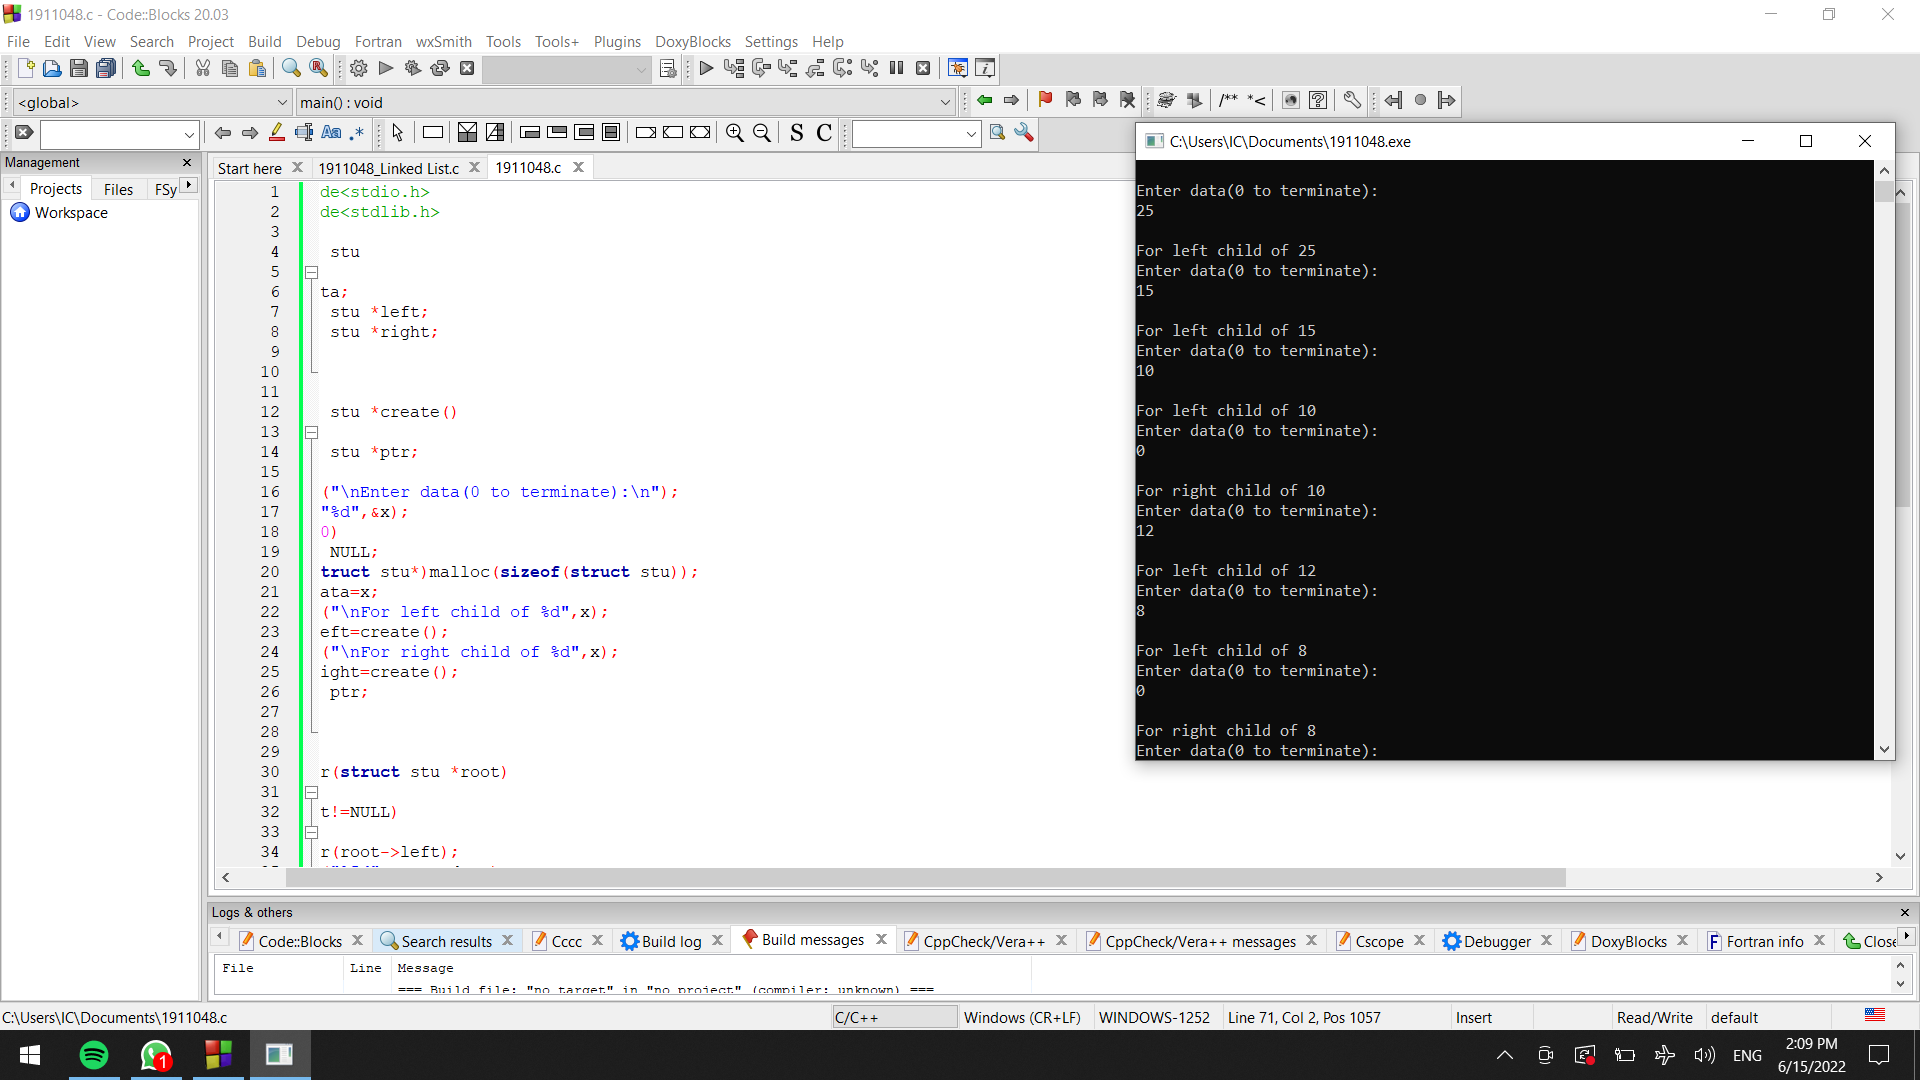 1911048.c - Code::Blocks 20.03
File Edit View Search Project Build Debug Fortran wxSmith Tools Tools+ Plugins DoxyBlocks Settings Help
<global> main() : void
/** *<
Aa .*
S C
Management
Projects Files FSy
Workspace
Start here 1911048_Linked List.c 1911048.c
1 de<stdio.h>
2 de<stdlib.h>
3
4 stu
5
6 ta;
7 stu *left;
8 stu *right;
9
10
11
12 stu *create()
13
14 stu *ptr;
15
16 ("\nEnter data(0 to terminate):\n");
17 "%d",&x);
18 0)
19 NULL;
20 truct stu*)malloc(sizeof(struct stu));
21 ata=x;
22 ("\nFor left child of %d",x);
23 eft=create();
24 ("\nFor right child of %d",x);
25 ight=create();
26 ptr;
27
28
29
30 r(struct stu *root)
31
32 t!=NULL)
33
34 r(root->left);
C:\Users\IC\Documents\1911048.exe
Enter data(0 to terminate):
25
For left child of 25
Enter data(0 to terminate):
15
For left child of 15
Enter data(0 to terminate):
10
For left child of 10
Enter data(0 to terminate):
0
For right child of 10
Enter data(0 to terminate):
12
For left child of 12
Enter data(0 to terminate):
8
For left child of 8
Enter data(0 to terminate):
0
For right child of 8
Enter data(0 to terminate):
Logs & others
Code::Blocks Search results Cccc Build log Build messages CppCheck/Vera++ CppCheck/Vera++ messages Cscope Debugger DoxyBlocks Fortran info Close
File Line Message
=== Build file: "no target" in "no project" (compiler: unknown) ===
C:\Users\IC\Documents\1911048.c C/C++ Windows (CR+LF) WINDOWS-1252 Line 71, Col 2, Pos 1057 Insert Read/Write default
1
ENG
2:09 PM
6/15/2022